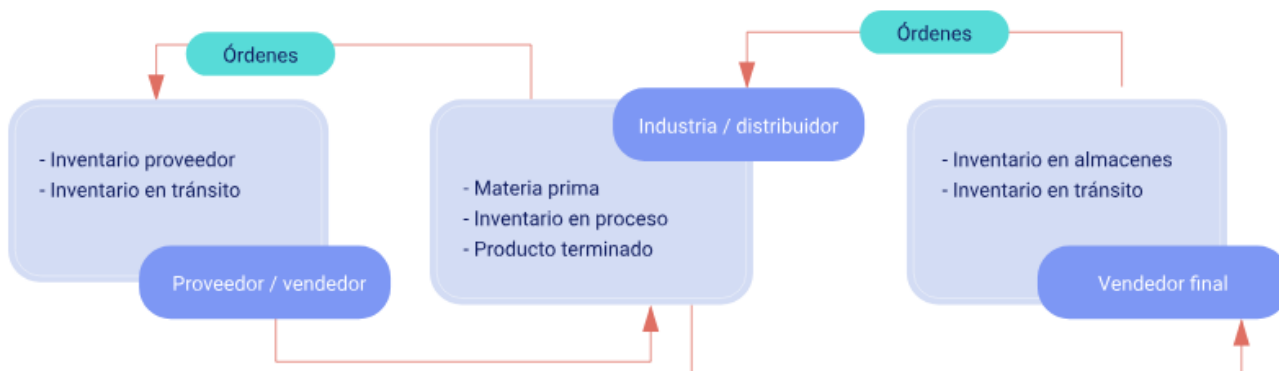 Órdenes
Órdenes
Industria / distribuidor
- Inventario proveedor
- Inventario en tránsito
Proveedor / vendedor
- Materia prima
- Inventario en proceso
- Producto terminado
- Inventario en almacenes
- Inventario en tránsito
Vendedor final